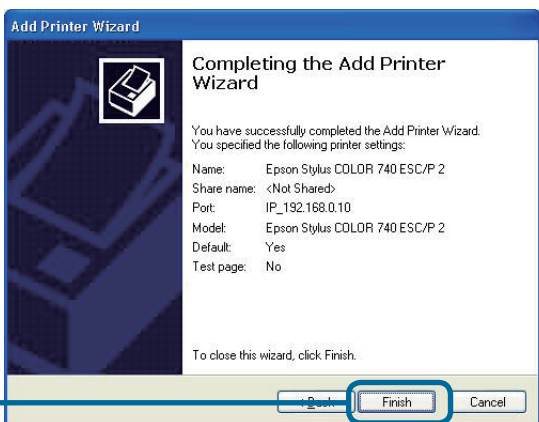 Add Printer Wizard
Completing the Add Printer
Wizard
You have successfully completed the Add Printer Wizard.
You specified the following printer settings:
Name: Epson Stylus COLOR 740 ESC/P 2
Share name: <Not Shared>
Port: IP_192.168.0.10
Model: Epson Stylus COLOR 740 ESC/P 2
Default: Yes
Test page: No
To close this wizard, click Finish.
< Back Finish Cancel